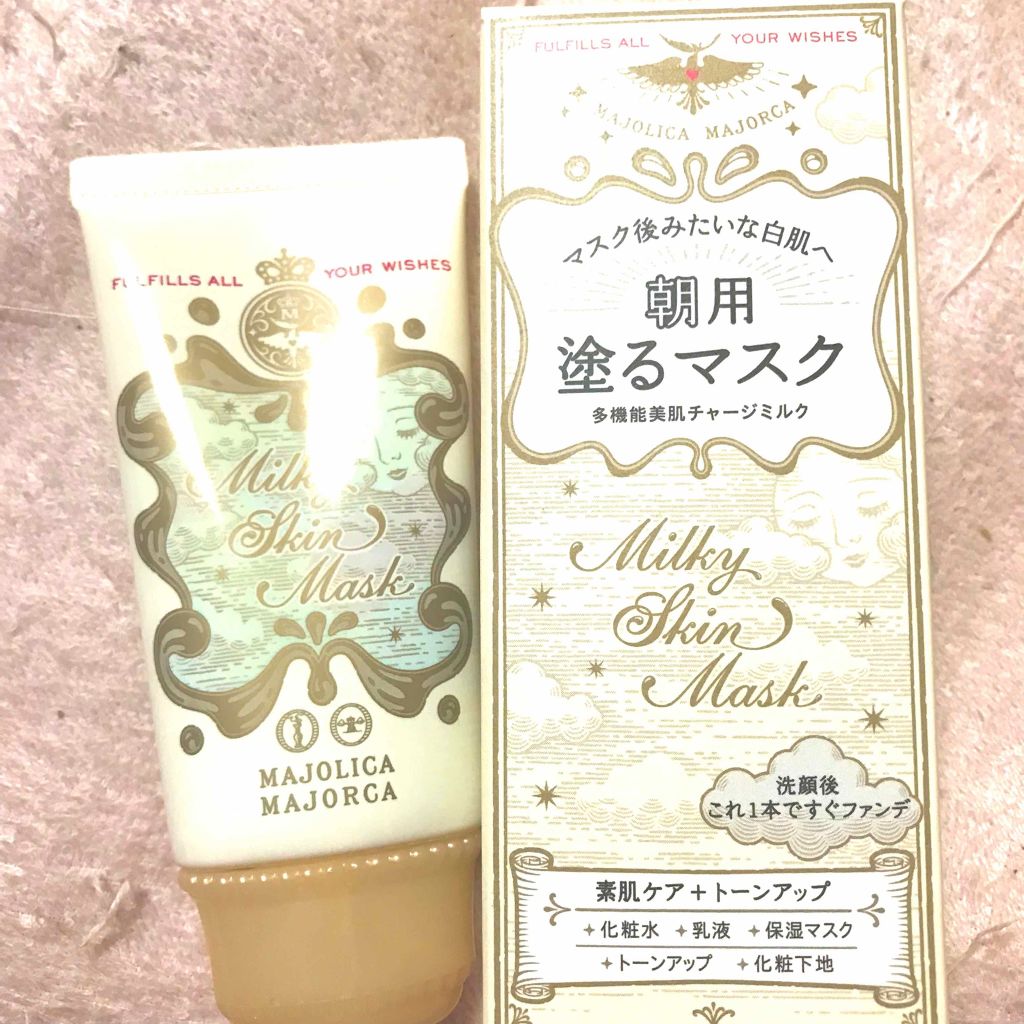 FULFILLS ALL YOUR WISHES
M
Milky
Skin
Mask
MAJOLICA
MAJORCA
FULFILLS ALL YOUR WISHES
MAJOLICA MAJORCA
マスク後みたいな白肌へ
朝用
塗るマスク
多機能美肌チャージミルク
Milky
Skin
Mask
洗顔後
これ1本ですぐファンデ
素肌ケア+トーンアップ
✦化粧水 ✦乳液 ✦保湿マスク
✦トーンアップ ✦化粧下地